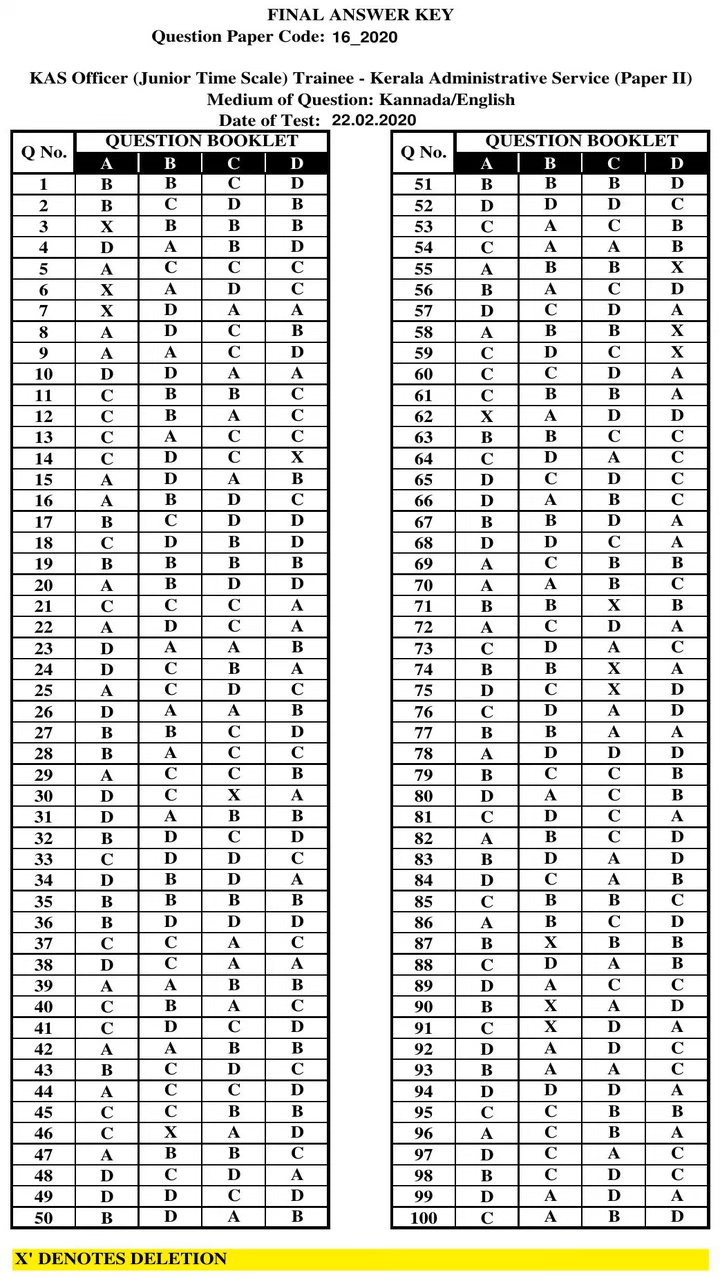 FINAL ANSWER KEY
Question Paper Code: 16_2020
KAS Officer (Junior Time Scale) Trainee - Kerala Administrative Service (Paper II)
Medium of Question: Kannada/English
Date of Test: 22.02.2020
Q No. QUESTION BOOKLET
A B C D
1 B B C D
2 B C D B
3 X B B B
4 D A B D
5 A C C C
6 X A D C
7 X D A A
8 A D C B
9 A A C D
10 D D A A
11 C B B C
12 C B A C
13 C A C C
14 C D C X
15 A D A B
16 A B D C
17 B C D D
18 C D B D
19 B B B B
20 A B D D
21 C C C A
22 A D C A
23 D A A B
24 D C B A
25 A C D C
26 D A A B
27 B B C D
28 B A C C
29 A C C B
30 D C X A
31 D A B B
32 B D C D
33 C D D C
34 D B D A
35 B B B B
36 B D D D
37 C C A C
38 D C A A
39 A A B B
40 C B A C
41 C D C D
42 A A B B
43 B C D C
44 A C C D
45 C C B B
46 C X A D
47 A B B C
48 D C D A
49 D D C D
50 B D A B
Q No. QUESTION BOOKLET
A B C D
51 B B B D
52 D D D C
53 C A C B
54 C A A B
55 A B B X
56 B A C D
57 D C D A
58 A B B X
59 C D C X
60 C C D A
61 C B B A
62 X A D D
63 B B C C
64 C D A C
65 D C D C
66 D A B C
67 B B D A
68 D D C A
69 A C B B
70 A A B C
71 B B X B
72 A C D A
73 C D A C
74 B B X A
75 D C X D
76 C D A D
77 B B A A
78 A D D D
79 B C C B
80 D A C B
81 C D C A
82 A B C D
83 B D A D
84 D C A B
85 C B B C
86 A B C D
87 B X B B
88 C D A B
89 D A C C
90 B X A D
91 C X D A
92 D A D C
93 B A A C
94 D D D A
95 C C B B
96 A C B A
97 D C A C
98 B C D C
99 D A D A
100 C A B D
X' DENOTES DELETION